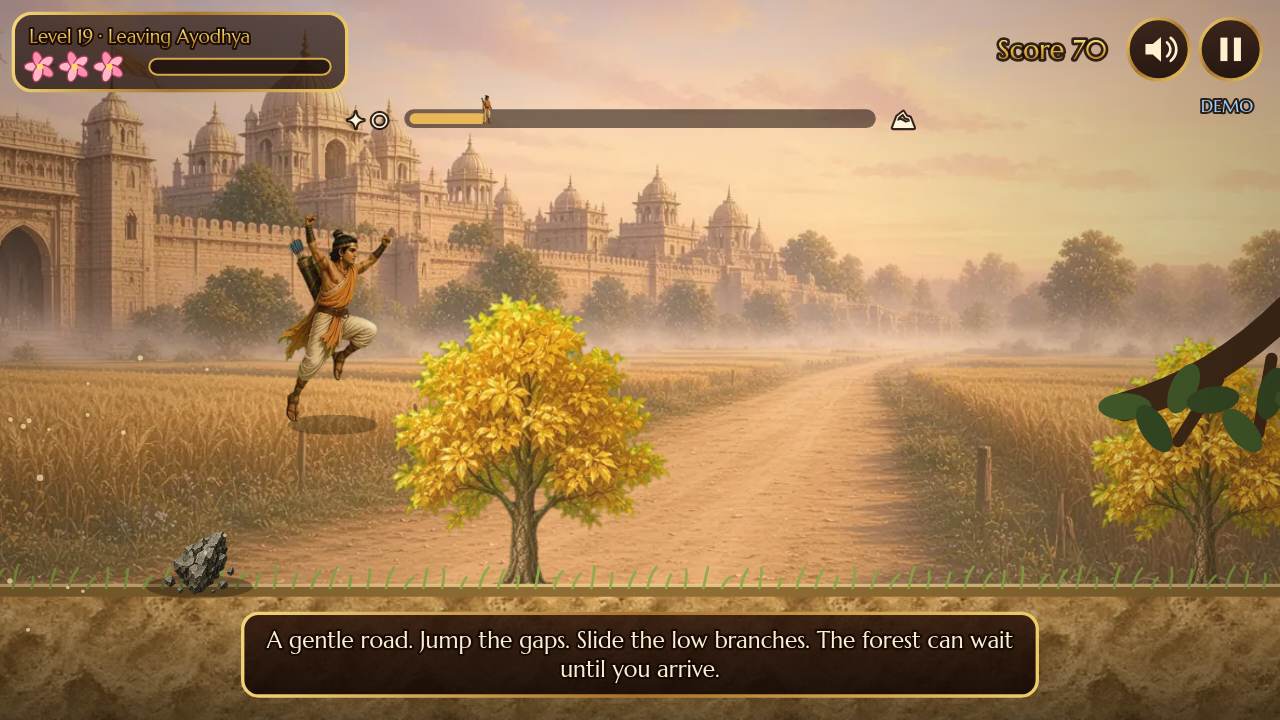 Level 19 · Leaving Ayodhya
Score 70
DEMO
A gentle road. Jump the gaps. Slide the low branches. The forest can wait
until you arrive.